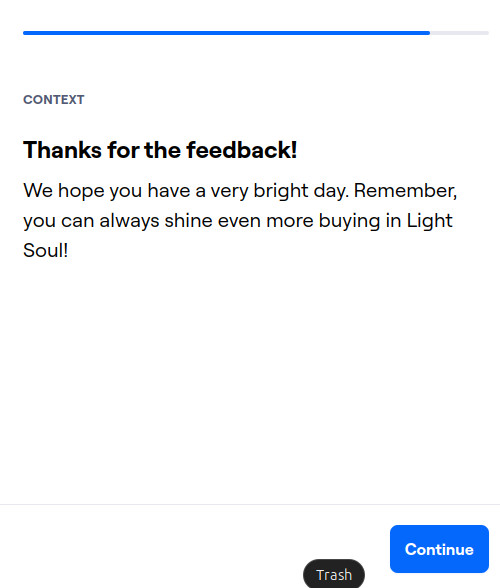 CONTEXT
Thanks for the feedback!
We hope you have a very bright day. Remember,
you can always shine even more buying in Light
Soul!
Continue
Trash